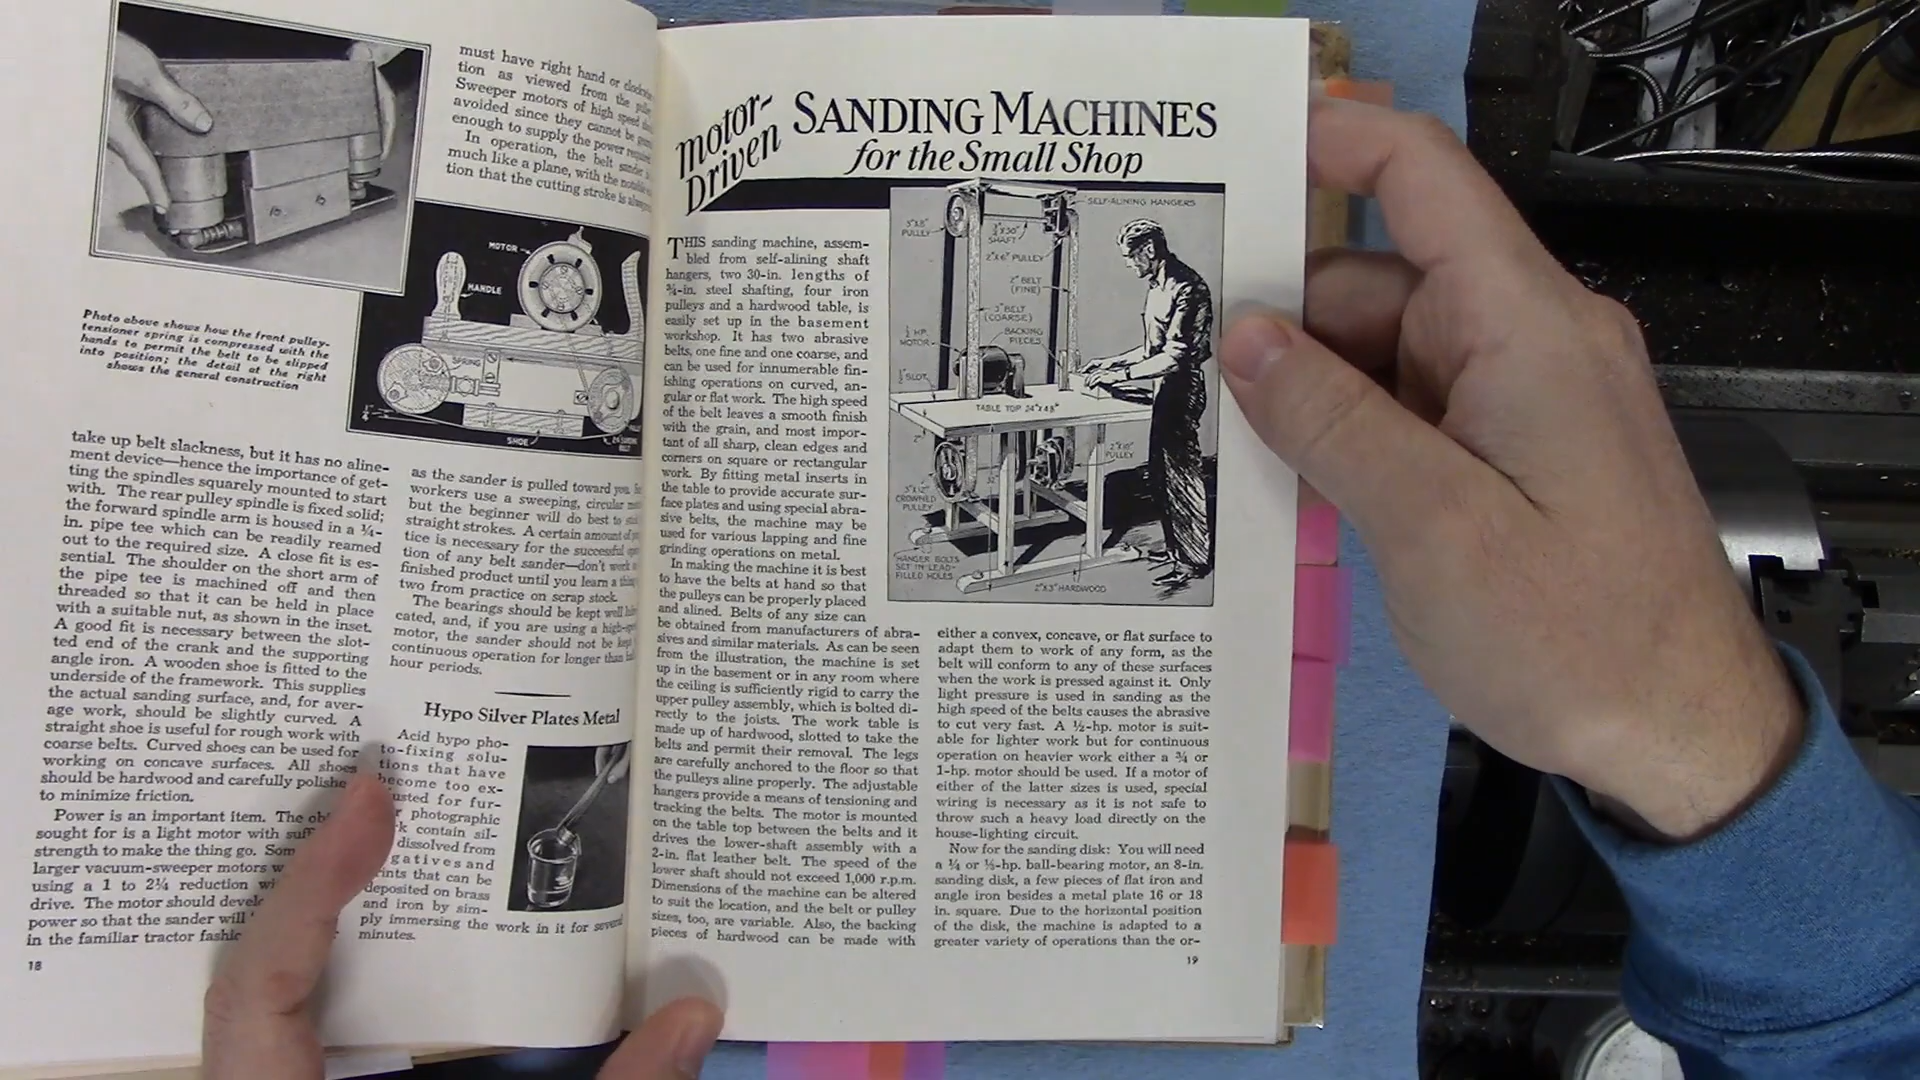 must have right hand or clockwise
tion as viewed from the
Sweeper motors of high speed
avoided since they cannot be
enough to supply the power
In operation, the belt sander
much like a plane, with the
tion that the cutting stroke is
MOTOR
HANDLE
SPRING
SHOE
BELT
Photo above shows how the front pulley-
tensioner spring is compressed with the
hands to permit the belt to be slipped
into position; the detail at the right
shows the general construction
take up belt slackness, but it has no aline-
ment device—hence the importance of get-
ting the spindles squarely mounted to start
with. The rear pulley spindle is fixed solid;
the forward spindle arm is housed in a ¼-
in. pipe tee which can be readily reamed
out to the required size. A close fit is es-
sential. The shoulder on the short arm of
the pipe tee is machined off and then
threaded so that it can be held in place
with a suitable nut, as shown in the inset.
A good fit is necessary between the slot-
ted end of the crank and the supporting
angle iron. A wooden shoe is fitted to the
underside of the framework. This supplies
the actual sanding surface, and, for aver-
age work, should be slightly curved. A
straight shoe is useful for rough work with
coarse belts. Curved shoes can be used for
working on concave surfaces. All shoes
should be hardwood and carefully
to minimize friction.
Power is an important item. The
sought for is a light motor with
strength to make the thing go.
larger vacuum-sweeper motors
using a 1 to 2¼ reduction
drive. The motor should
power so that the sander will
in the familiar tractor
18
as the sander is pulled toward you.
workers use a sweeping, circular
but the beginner will do best to
straight strokes. A certain amount of
tice is necessary for the successful
tion of any belt sander—don't work
finished product until you learn a
two from practice on scrap stock.
The bearings should be kept well
cated, and, if you are using a
motor, the sander should not be kept
continuous operation for longer than
hour periods.
Hypo Silver Plates Metal
Acid hypo pho-
to-fixing solu-
tions that have
become too ex-
for fur-
photographic
contain sil-
dissolved from
and
that can be
deposited on brass
and iron by sim-
ply immersing the work in it for several
minutes.
Motor-Driven SANDING MACHINES
for the Small Shop
THIS sanding machine, assem-
bled from self-alining shaft
hangers, two 30-in. lengths of
¾-in. steel shafting, four iron
pulleys and a hardwood table, is
easily set up in the basement
workshop. It has two abrasive
belts, one fine and one coarse, and
can be used for innumerable fin-
ishing operations on curved, an-
gular or flat work. The high speed
of the belt leaves a smooth finish
with the grain, and most impor-
tant of all sharp, clean edges and
corners on square or rectangular
work. By fitting metal inserts in
the table to provide accurate sur-
face plates and using special abra-
sive belts, the machine may be
used for various lapping and fine
grinding operations on metal.
In making the machine it is best
to have the belts at hand so that
the pulleys can be properly placed
and alined. Belts of any size can
be obtained from manufacturers of abra-
sives and similar materials. As can be seen
from the illustration, the machine is set
up in the basement or in any room where
the ceiling is sufficiently rigid to carry the
upper pulley assembly, which is bolted di-
rectly to the joists. The work table is
made up of hardwood, slotted to take the
belts and permit their removal. The legs
are carefully anchored to the floor so that
the pulleys aline properly. The adjustable
hangers provide a means of tensioning and
tracking the belts. The motor is mounted
on the table top between the belts and it
drives the lower-shaft assembly with a
2-in. flat leather belt. The speed of the
lower shaft should not exceed 1,000 r.p.m.
Dimensions of the machine can be altered
to suit the location, and the belt or pulley
sizes, too, are variable. Also, the backing
pieces of hardwood can be made with
SELF-ALINING HANGERS
3"X8" PULLEY
¾"X30" SHAFT
2"X6" PULLEY
2" BELT (FINE)
3" BELT (COARSE)
½ HP. MOTOR
BACKING PIECES
SLOT
TABLE TOP 24"X48"
2"
2"X10" PULLEY
32"
3"X12" CROWNED PULLEY
HANGER BOLTS SET IN LEAD-FILLED HOLES
2"X3" HARDWOOD
either a convex, concave, or flat surface to
adapt them to work of any form, as the
belt will conform to any of these surfaces
when the work is pressed against it. Only
light pressure is used in sanding as the
high speed of the belts causes the abrasive
to cut very fast. A ½-hp. motor is suit-
able for lighter work but for continuous
operation on heavier work either a ¾ or
1-hp. motor should be used. If a motor of
either of the latter sizes is used, special
wiring is necessary as it is not safe to
throw such a heavy load directly on the
house-lighting circuit.
Now for the sanding disk: You will need
a ¼ or ⅓-hp. ball-bearing motor, an 8-in.
sanding disk, a few pieces of flat iron and
angle iron besides a metal plate 16 or 18
in. square. Due to the horizontal position
of the disk, the machine is adapted to a
greater variety of operations than the or-
19